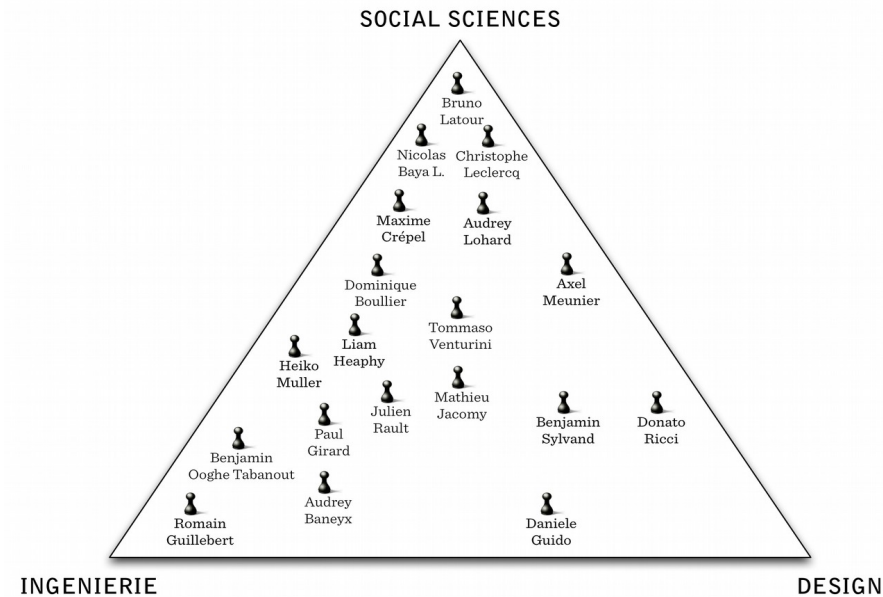 SOCIAL SCIENCES
Bruno
Latour
Nicolas
Baya L.
Christophe
Leclercq
Maxime
Crépel
Audrey
Lohard
Dominique
Boullier
Axel
Meunier
Tommaso
Venturini
Liam
Heaphy
Heiko
Muller
Mathieu
Jacomy
Julien
Rault
Benjamin
Sylvand
Donato
Ricci
Paul
Girard
Benjamin
Ooghe Tabanout
Audrey
Baneyx
Romain
Guillebert
Daniele
Guido
INGENIERIE
DESIGN